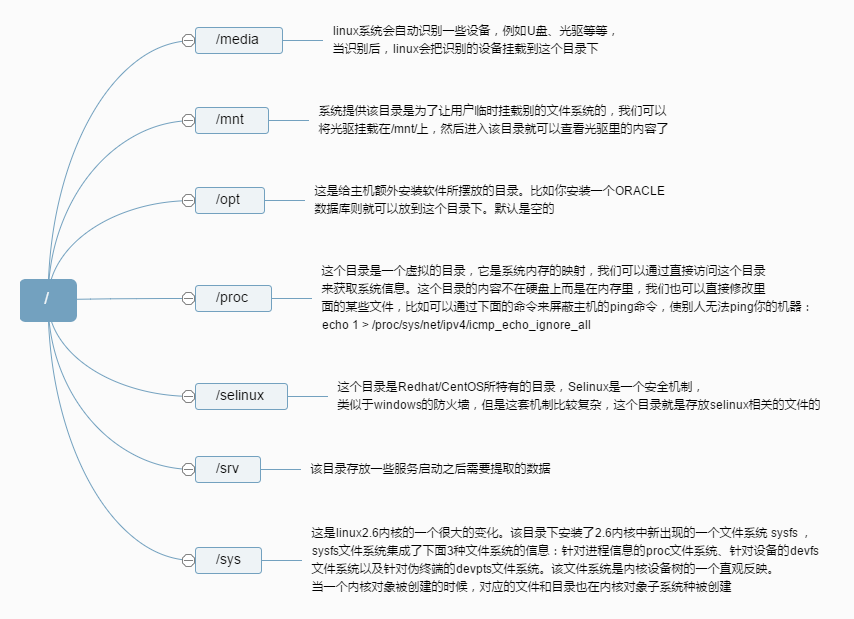 /
/media
linux系统会自动识别一些设备，例如U盘、光驱等等，
当识别后，linux会把识别的设备挂载到这个目录下
/mnt
系统提供该目录是为了让用户临时挂载别的文件系统的，我们可以
将光驱挂载在/mnt/上，然后进入该目录就可以查看光驱里的内容了
/opt
这是给主机额外安装软件所摆放的目录。比如你安装一个ORACLE
数据库则就可以放到这个目录下。默认是空的
/proc
这个目录是一个虚拟的目录，它是系统内存的映射，我们可以通过直接访问这个目录
来获取系统信息。这个目录的内容不在硬盘上而是在内存里，我们也可以直接修改里
面的某些文件，比如可以通过下面的命令来屏蔽主机的ping命令，使别人无法ping你的机器：
echo 1 > /proc/sys/net/ipv4/icmp_echo_ignore_all
/selinux
这个目录是Redhat/CentOS所特有的目录，Selinux是一个安全机制，
类似于windows的防火墙，但是这套机制比较复杂，这个目录就是存放selinux相关的文件的
/srv
该目录存放一些服务启动之后需要提取的数据
/sys
这是linux2.6内核的一个很大的变化。该目录下安装了2.6内核中新出现的一个文件系统 sysfs ，
sysfs文件系统集成了下面3种文件系统的信息：针对进程信息的proc文件系统、针对设备的devfs
文件系统以及针对伪终端的devpts文件系统。该文件系统是内核设备树的一个直观反映。
当一个内核对象被创建的时候，对应的文件和目录也在内核对象子系统种被创建